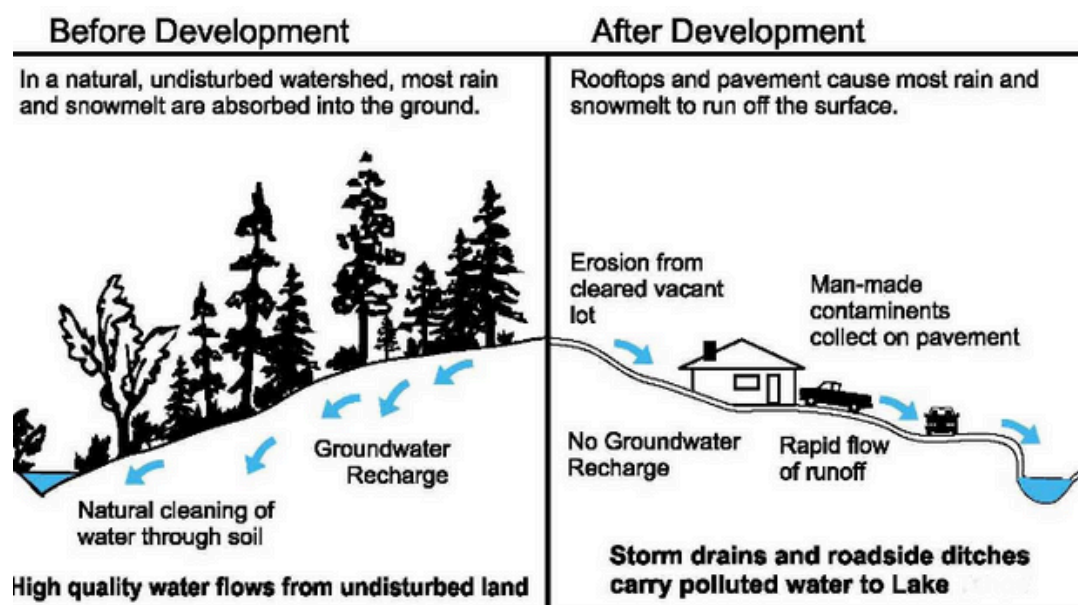 Before Development
In a natural, undisturbed watershed, most rain
and snowmelt are absorbed into the ground.
Groundwater
Recharge
Natural cleaning of
water through soil
High quality water flows from undisturbed land
After Development
Rooftops and pavement cause most rain and
snowmelt to run off the surface.
Erosion from
cleared vacant
lot
Man-made
contaminents
collect on pavement
No Groundwater
Recharge
Rapid flow
of runoff
Storm drains and roadside ditches
carry polluted water to Lake